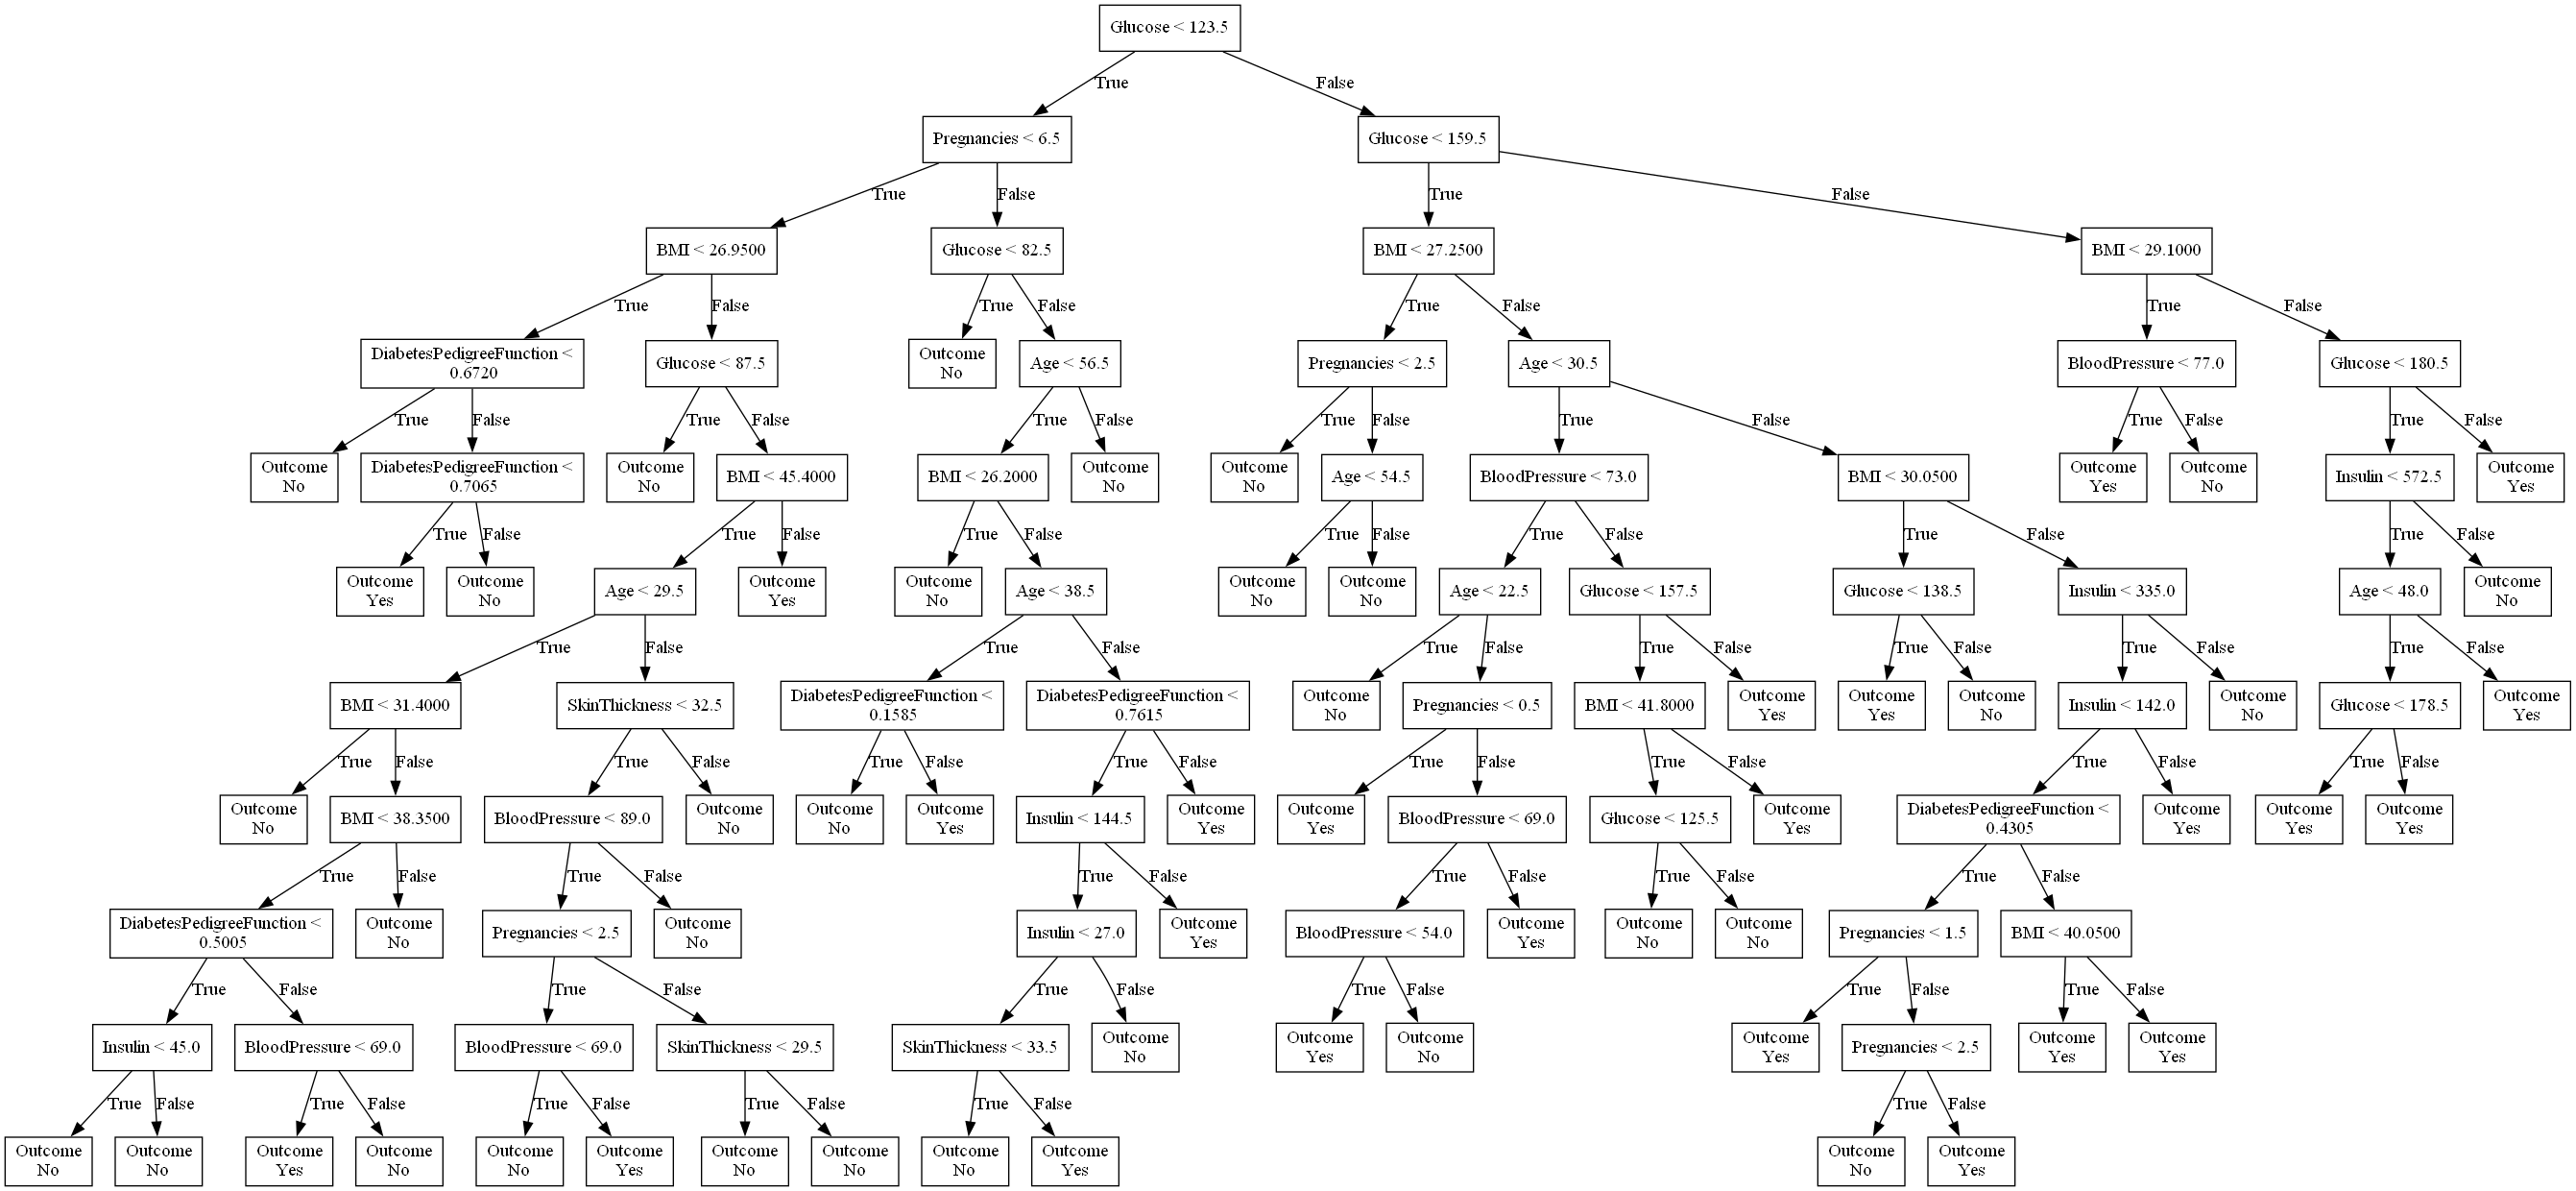 Glucose < 123.5
True
False
Pregnancies < 6.5
Glucose < 159.5
True
False
True
False
BMI < 26.9500
Glucose < 82.5
BMI < 27.2500
BMI < 29.1000
True
False
True
False
True
False
True
False
DiabetesPedigreeFunction <
0.6720
Glucose < 87.5
Outcome
No
Age < 56.5
Pregnancies < 2.5
Age < 30.5
BloodPressure < 77.0
Glucose < 180.5
True
False
True
False
True
False
True
False
True
False
True
False
True
False
Outcome
No
DiabetesPedigreeFunction <
0.7065
Outcome
No
BMI < 45.4000
BMI < 26.2000
Outcome
No
Outcome
No
Age < 54.5
BloodPressure < 73.0
BMI < 30.0500
Outcome
Yes
Outcome
No
Insulin < 572.5
Outcome
Yes
True
False
True
False
True
False
True
False
True
False
True
False
True
False
Outcome
Yes
Outcome
No
Age < 29.5
Outcome
Yes
Outcome
No
Age < 38.5
Outcome
No
Outcome
No
Age < 22.5
Glucose < 157.5
Glucose < 138.5
Insulin < 335.0
Age < 48.0
Outcome
No
True
False
True
False
True
False
True
False
True
False
True
False
True
False
BMI < 31.4000
SkinThickness < 32.5
DiabetesPedigreeFunction <
0.1585
DiabetesPedigreeFunction <
0.7615
Outcome
No
Pregnancies < 0.5
BMI < 41.8000
Outcome
Yes
Outcome
Yes
Outcome
No
Insulin < 142.0
Outcome
No
Glucose < 178.5
Outcome
Yes
True
False
True
False
True
False
True
False
True
False
True
False
True
False
True
False
Outcome
No
BMI < 38.3500
BloodPressure < 89.0
Outcome
No
Outcome
No
Outcome
Yes
Insulin < 144.5
Outcome
Yes
Outcome
Yes
BloodPressure < 69.0
Glucose < 125.5
Outcome
Yes
DiabetesPedigreeFunction <
0.4305
Outcome
Yes
Outcome
Yes
Outcome
Yes
True
False
True
False
True
False
True
False
True
False
True
False
DiabetesPedigreeFunction <
0.5005
Outcome
No
Pregnancies < 2.5
Outcome
No
Insulin < 27.0
Outcome
Yes
BloodPressure < 54.0
Outcome
Yes
Outcome
No
Outcome
No
Pregnancies < 1.5
BMI < 40.0500
True
False
True
False
True
False
True
False
True
False
True
False
Insulin < 45.0
BloodPressure < 69.0
BloodPressure < 69.0
SkinThickness < 29.5
SkinThickness < 33.5
Outcome
No
Outcome
Yes
Outcome
No
Outcome
Yes
Pregnancies < 2.5
Outcome
Yes
Outcome
Yes
True
False
True
False
True
False
True
False
True
False
True
False
Outcome
No
Outcome
No
Outcome
Yes
Outcome
No
Outcome
No
Outcome
Yes
Outcome
No
Outcome
No
Outcome
No
Outcome
Yes
Outcome
No
Outcome
Yes